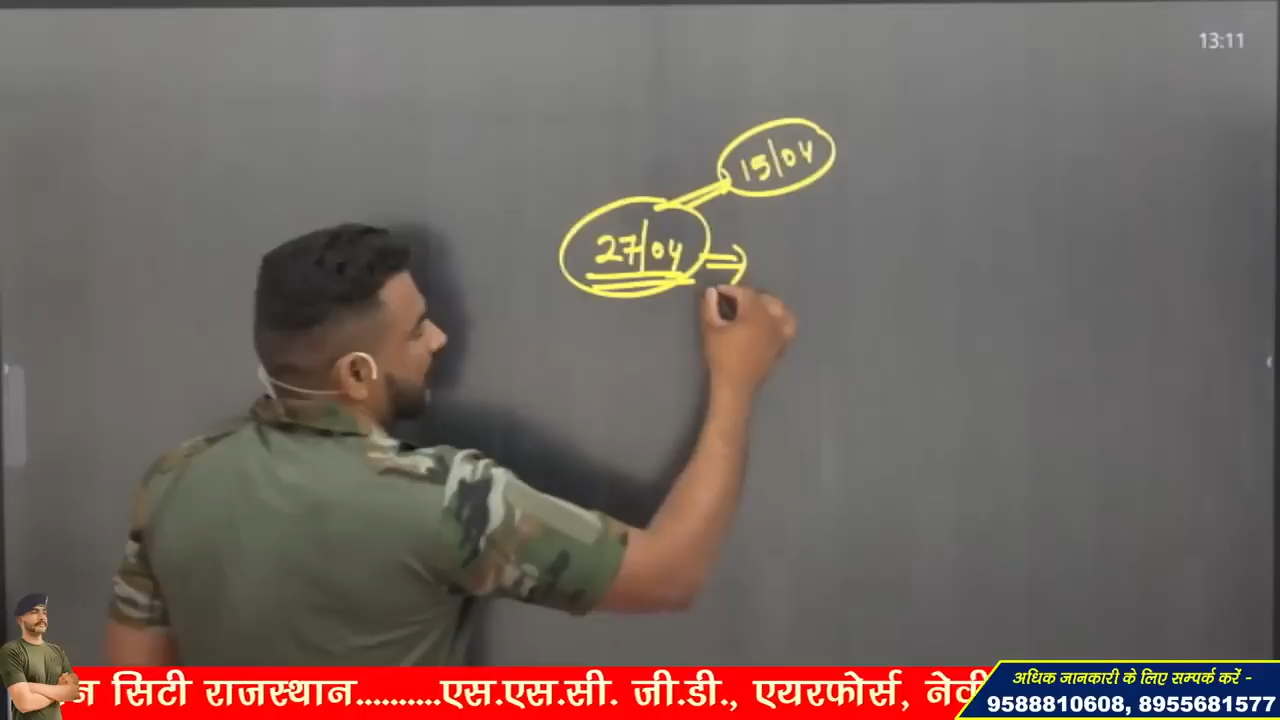 13:11
15/04
27/04
न सिटी राजस्थान..........एस.एस.सी. जी.डी., एयरफोर्स, नेवी
अधिक जानकारी के लिए सम्पर्क करें -
9588810608, 8955681577